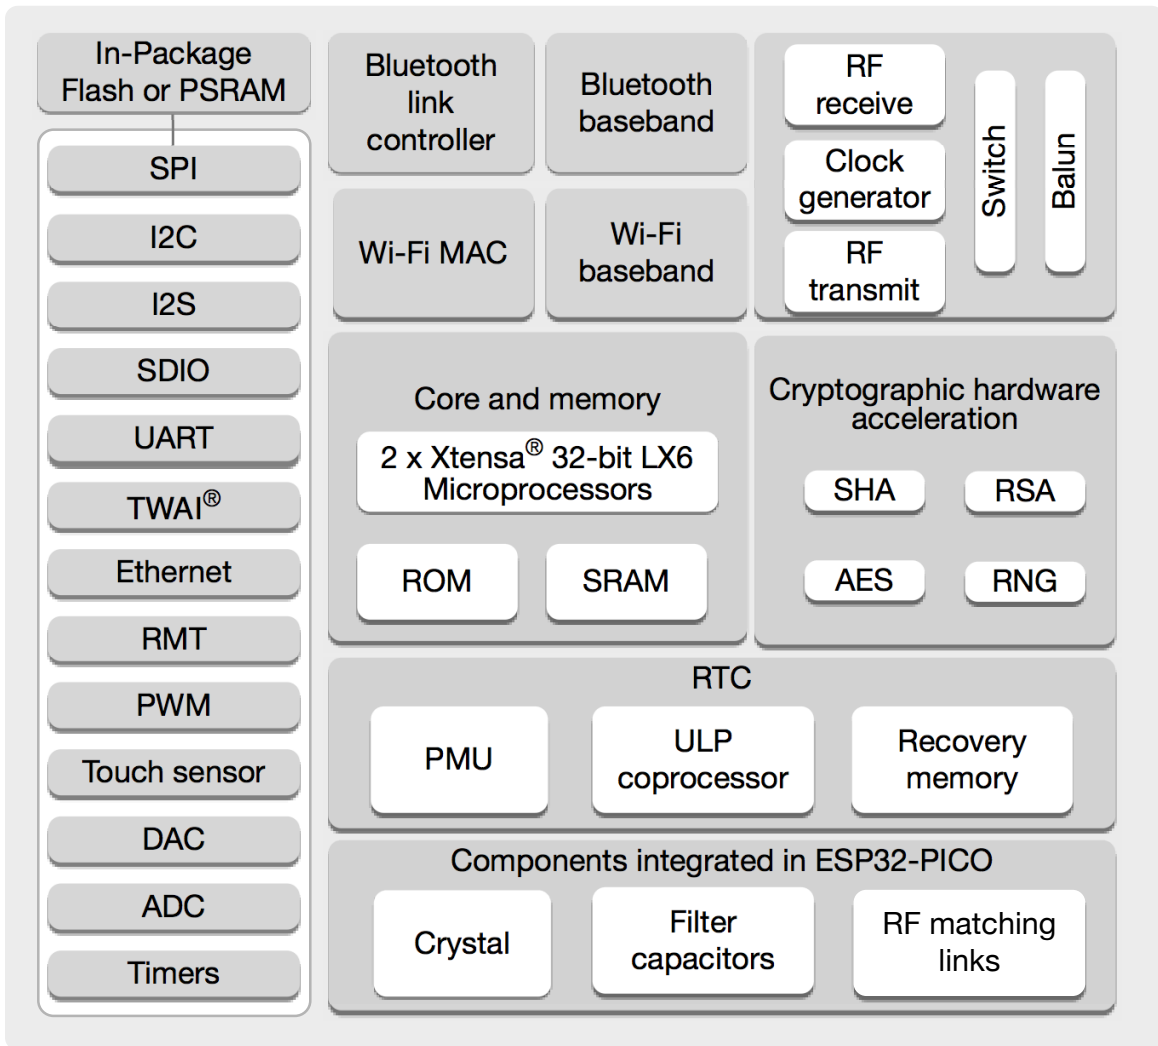 In-Package
Flash or PSRAM
SPI
I2C
I2S
SDIO
UART
TWAI®
Ethernet
RMT
PWM
Touch sensor
DAC
ADC
Timers
Bluetooth
link
controller
Bluetooth
baseband
Wi-Fi MAC
Wi-Fi
baseband
RF
receive
Clock
generator
RF
transmit
Switch
Balun
Core and memory
2 x Xtensa® 32-bit LX6
Microprocessors
ROM
SRAM
Cryptographic hardware
acceleration
SHA
RSA
AES
RNG
RTC
PMU
ULP
coprocessor
Recovery
memory
Components integrated in ESP32-PICO
Crystal
Filter
capacitors
RF matching
links